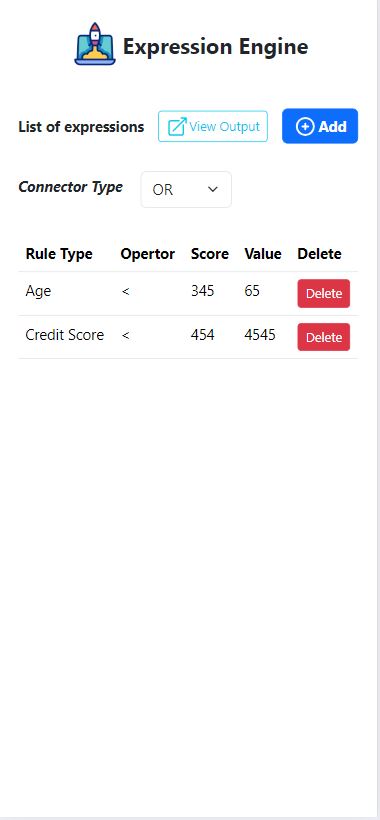 Expression Engine
List of expressions View Output Add
Connector Type OR
Rule Type Opertor Score Value Delete
Age < 345 65 Delete
Credit Score < 454 4545 Delete